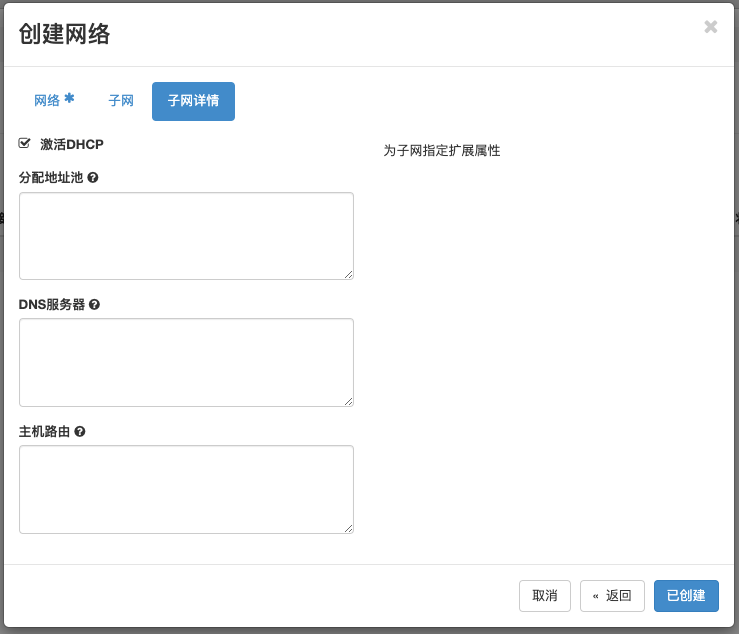 创建网络
网络 * 子网 子网详情
激活DHCP
为子网指定扩展属性
分配地址池
DNS服务器
主机路由
取消 « 返回 已创建